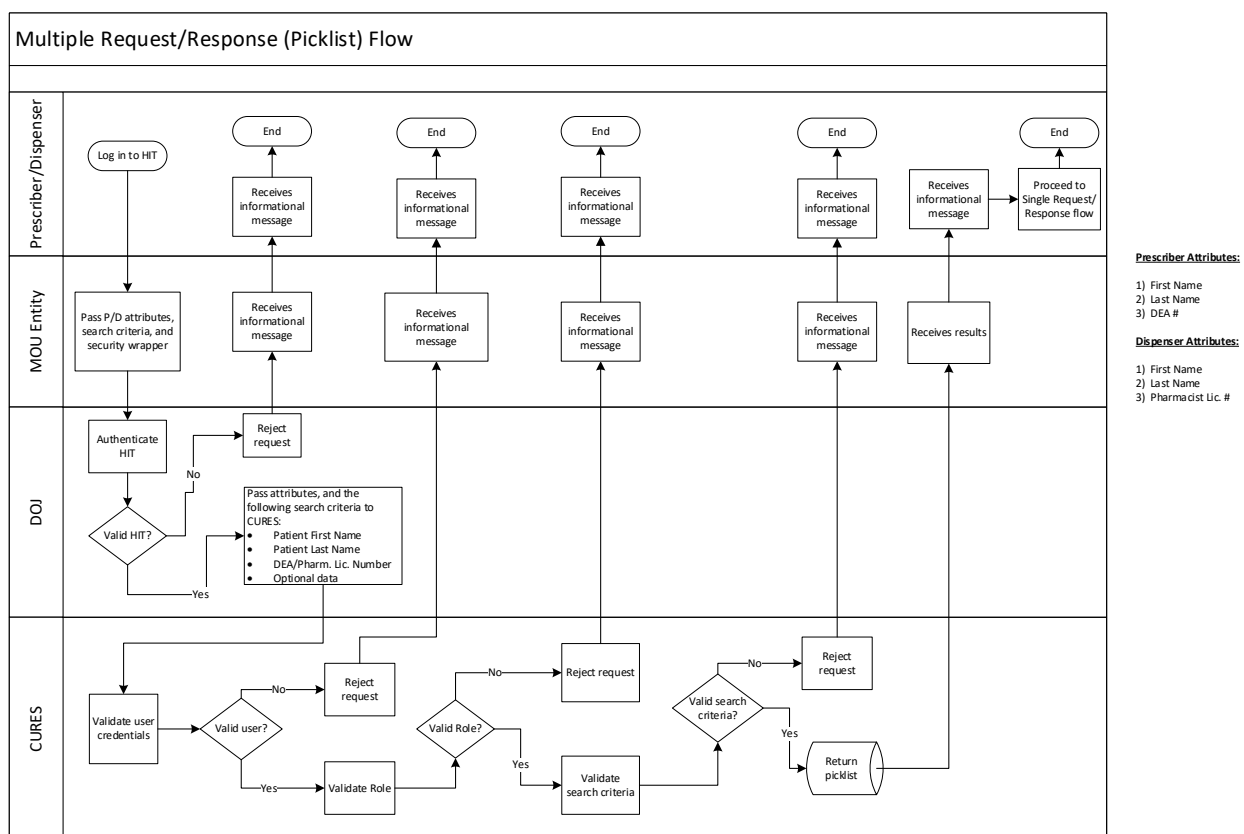 Multiple Request/Response (Picklist) Flow
Prescriber/Dispenser
Log in to HIT
End
Receives
informational
message
End
Receives
informational
message
End
Receives
informational
message
End
Receives
informational
message
Receives
informational
message
End
Proceed to
Single Request/
Response flow
MOU Entity
Pass P/D attributes,
search criteria, and
security wrapper
Receives
informational
message
Receives
informational
message
Receives
informational
message
Receives
informational
message
Receives results
DOJ
Authenticate
HIT
Valid HIT?
No
Reject
request
Yes
Pass attributes, and the
following search criteria to
CURES:
• Patient First Name
• Patient Last Name
• DEA/Pharm. Lic. Number
• Optional data
CURES
Validate user
credentials
Valid user?
No
Reject
request
Yes
Validate Role
Valid Role?
No
Reject request
Yes
Validate
search criteria
Valid search
criteria?
No
Reject
request
Yes
Return
picklist
Prescriber Attributes:
1) First Name
2) Last Name
3) DEA #
Dispenser Attributes:
1) First Name
2) Last Name
3) Pharmacist Lic. #